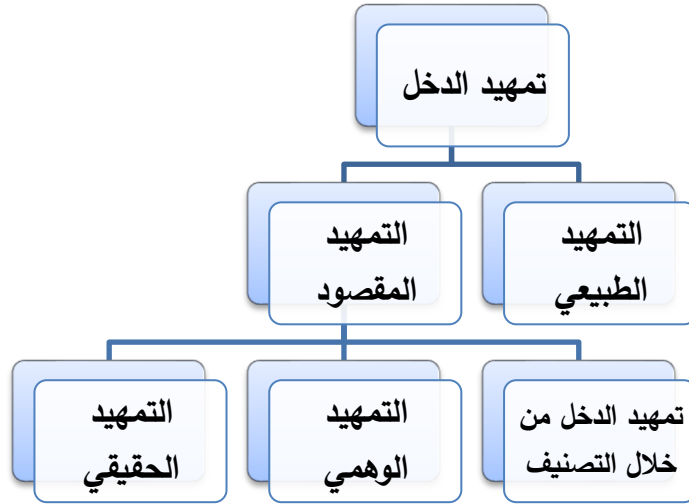 تمهيد الدخل
التمهيد
الطبيعي
التمهيد
المقصود
تمهيد الدخل من
خلال التصنيف
التمهيد
الوهمي
التمهيد
الحقيقي